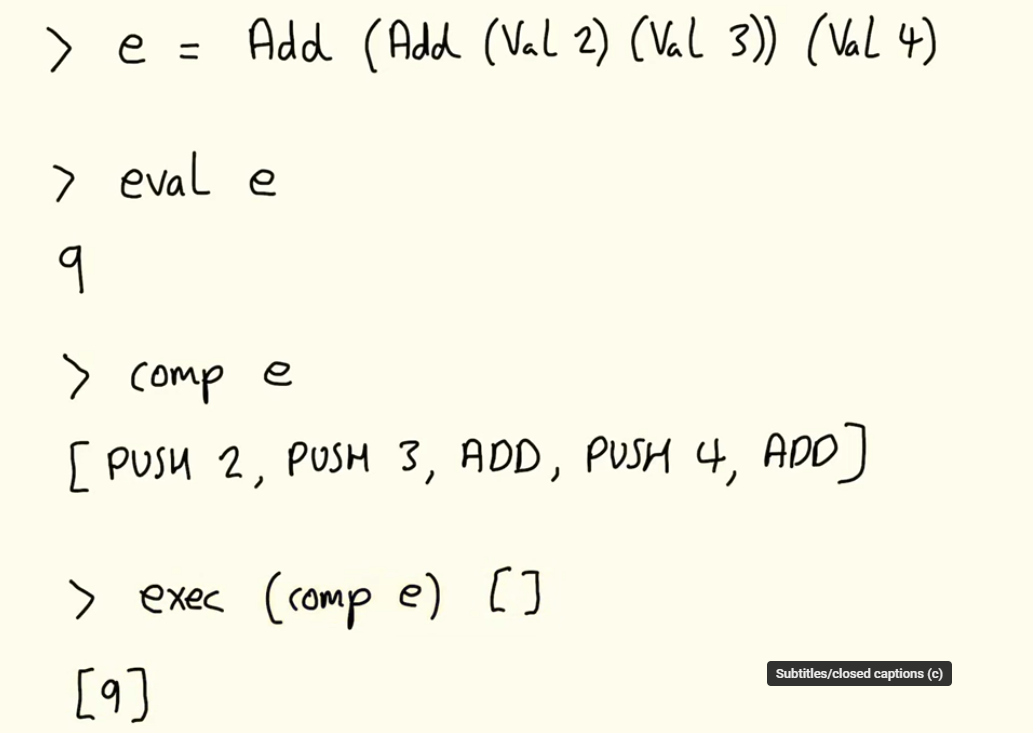 > e = Add (Add (Val 2) (Val 3)) (Val 4)
> eval e
9
> comp e
[PUSH 2, PUSH 3, ADD, PUSH 4, ADD]
> exec (comp e) []
[9]
Subtitles/closed captions (c)